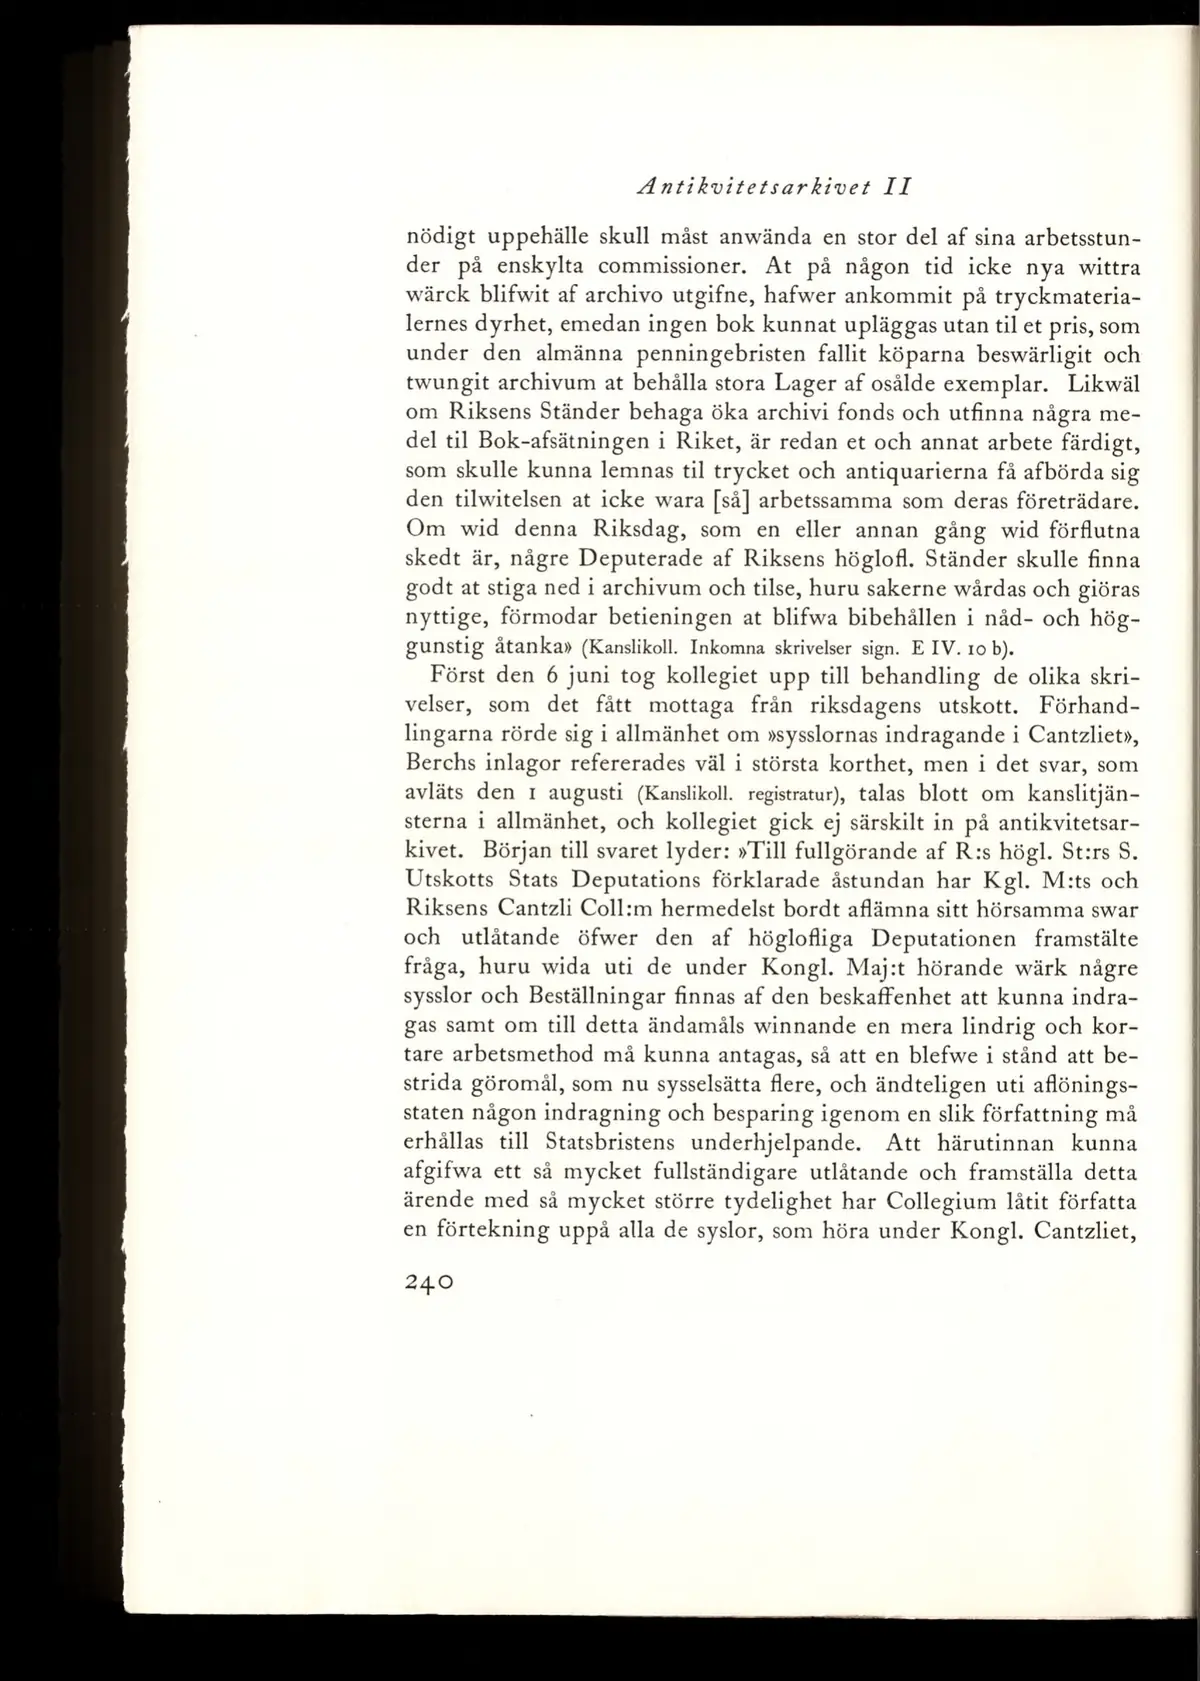 Antikvitetsarkivet II
nödigt uppehälle skull måst anwända en stor del af sina arbetsstun-
der på enskylta commissioner. At på någon tid icke nya wittra
wärck blifwit af archivo utgifne, hafwer ankommit på tryckmateria-
lernes dyrhet, emedan ingen bok kunnat upläggas utan til et pris, som
under den almänna penningebristen fallit köparna beswärligit och
twungit archivum at behålla stora Lager af osålde exemplar. Likwäl
om Riksens Ständer behaga öka archivi fonds och utfinna några me-
del til Bok-afsätningen i Riket, är redan et och annat arbete färdigt,
som skulle kunna lemnas til trycket och antiquarierna få afbörda sig
den tilwitelsen at icke wara [så] arbetssamma som deras företrädare.
Om wid denna Riksdag, som en eller annan gång wid förflutna
skedt är, någre Deputerade af Riksens höglofl. Ständer skulle finna
godt at stiga ned i archivum och tilse, huru sakerne wårdas och giöras
nyttige, förmodar betieningen at blifwa bibehållen i nåd- och hög-
gunstig åtanka» (Kanslikoll. Inkomna skrivelser sign. E IV. 10 b).
Först den 6 juni tog kollegiet upp till behandling de olika skri-
velser, som det fått mottaga från riksdagens utskott. Förhand-
lingarna rörde sig i allmänhet om »sysslornas indragande i Cantzliet»,
Berchs inlagor refererades väl i största korthet, men i det svar, som
avläts den 1 augusti (Kanslikoll. registratur), talas blott om kanslitjän-
sterna i allmänhet, och kollegiet gick ej särskilt in på antikvitetsar-
kivet. Början till svaret lyder: »Till fullgörande af R:s högl. St:rs S.
Utskotts Stats Deputations förklarade åstundan har Kgl. M:ts och
Riksens Cantzli Coll:m hermedelst bordt aflämna sitt hörsamma swar
och utlåtande öfwer den af höglofliga Deputationen framstälte
fråga, huru wida uti de under Kongl. Maj:t hörande wärk någre
sysslor och Beställningar finnas af den beskaffenhet att kunna indra-
gas samt om till detta ändamåls winnande en mera lindrig och kor-
tare arbetsmethod må kunna antagas, så att en blefwe i stånd att be-
strida göromål, som nu sysselsätta flere, och ändteligen uti aflönings-
staten någon indragning och besparing igenom en slik författning må
erhållas till Statsbristens underhjelpande. Att härutinnan kunna
afgifwa ett så mycket fullständigare utlåtande och framställa detta
ärende med så mycket större tydelighet har Collegium låtit författa
en förtekning uppå alla de syslor, som höra under Kongl. Cantzliet,
240